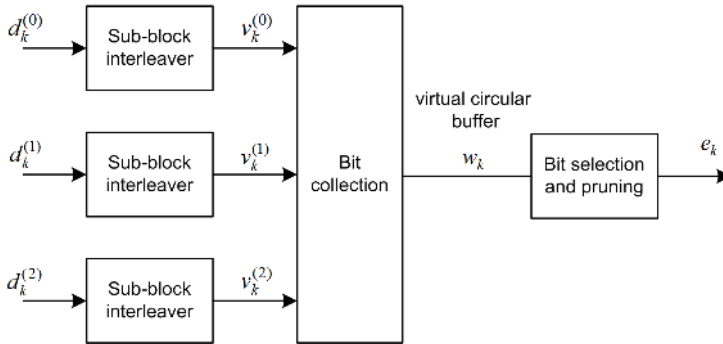 d_k^{(0)}
Sub-block
interleaver
v_k^{(0)}
d_k^{(1)}
Sub-block
interleaver
v_k^{(1)}
d_k^{(2)}
Sub-block
interleaver
v_k^{(2)}
Bit
collection
virtual circular
buffer
w_k
Bit selection
and pruning
e_k